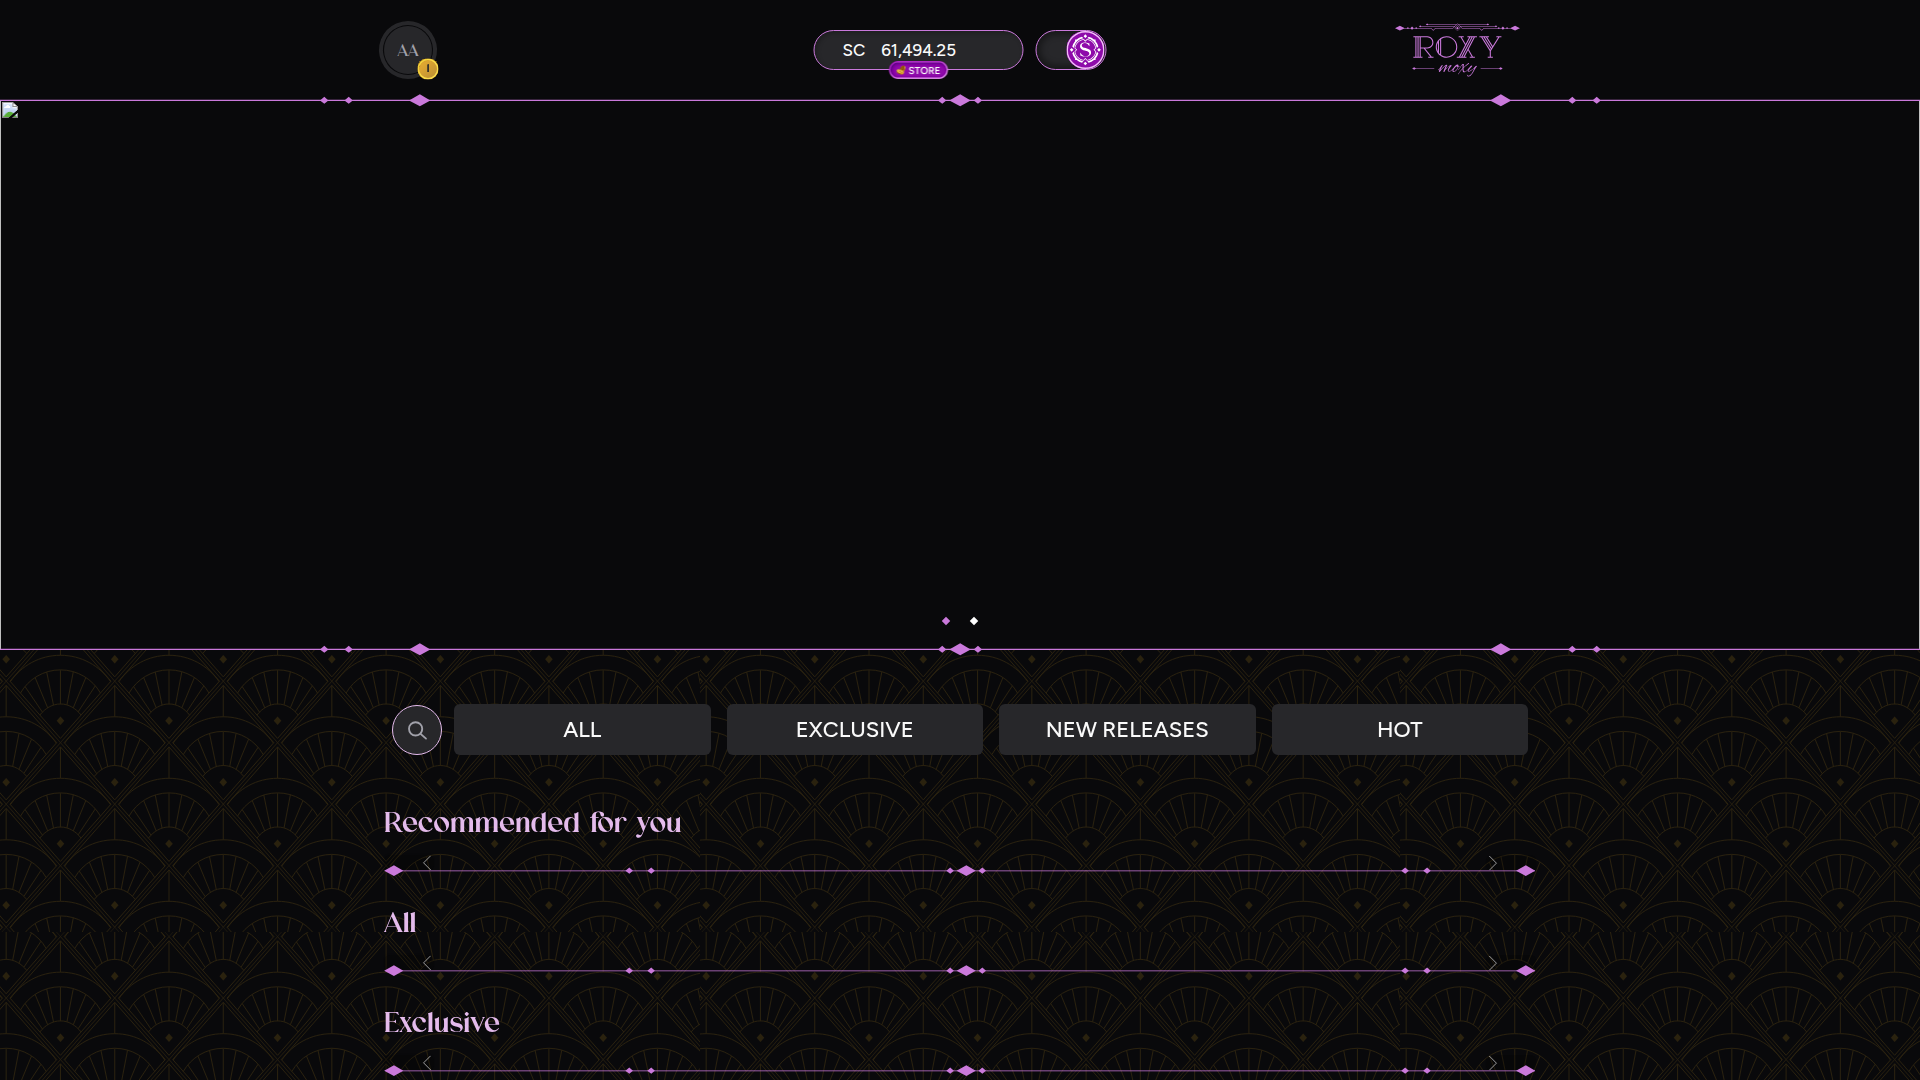 AA
I
SC 61,494.25
STORE
S
ROXY
moxy
ALL
EXCLUSIVE
NEW RELEASES
HOT
Recommended for you
All
Exclusive